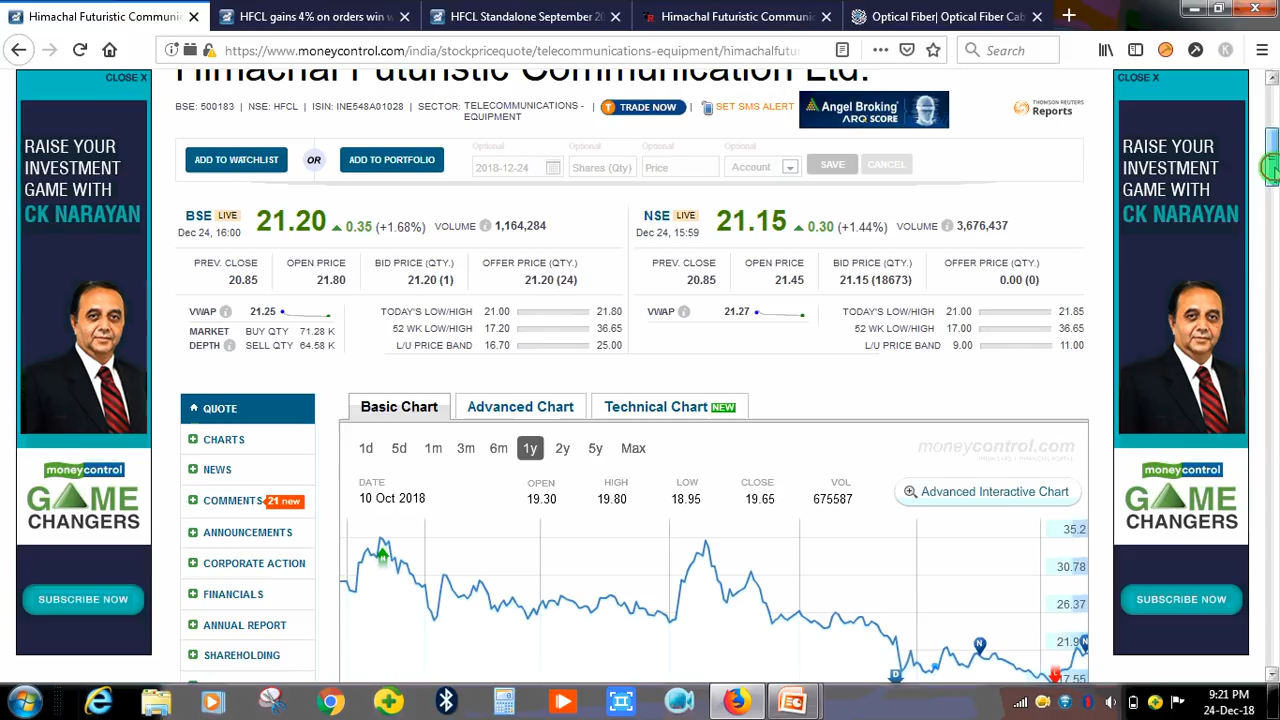 Himachal Futuristic Communic
HFCL gains 4% on orders win w
HFCL Standalone September 20
Himachal Futuristic Communic
Optical Fiber| Optical Fiber Cab
https://www.moneycontrol.com/india/stockpricequote/telecommunications-equipment/himachalfutu
Search
K
CLOSE X
RAISE YOUR
INVESTMENT
GAME WITH
CK NARAYAN
moneycontrol
GAME
CHANGERS
SUBSCRIBE NOW
Himachal Futuristic Communication Ltd.
BSE: 500183 | NSE: HFCL | ISIN: INE548A01028 | SECTOR: TELECOMMUNICATIONS - EQUIPMENT
T TRADE NOW
SET SMS ALERT
Angel Broking
ARQ SCORE
THOMSON REUTERS
Reports
ADD TO WATCHLIST
OR
ADD TO PORTFOLIO
Optional
2018-12-24
Optional
Shares (Qty)
Optional
Price
Optional
Account
SAVE
CANCEL
BSE LIVE
Dec 24, 16:00
21.20
0.35 (+1.68%)
VOLUME 1,164,284
NSE LIVE
Dec 24, 15:59
21.15
0.30 (+1.44%)
VOLUME 3,676,437
PREV. CLOSE OPEN PRICE BID PRICE (QTY.) OFFER PRICE (QTY.)
20.85 21.80 21.20 (1) 21.20 (24)
PREV. CLOSE OPEN PRICE BID PRICE (QTY.) OFFER PRICE (QTY.)
20.85 21.45 21.15 (18673) 0.00 (0)
VWAP 21.25
MARKET DEPTH
BUY QTY 71.28 K
SELL QTY 64.58 K
TODAY'S LOW/HIGH 21.00 21.80
52 WK LOW/HIGH 17.20 36.65
L/U PRICE BAND 16.70 25.00
VWAP 21.27
TODAY'S LOW/HIGH 21.00 21.85
52 WK LOW/HIGH 17.00 36.65
L/U PRICE BAND 9.00 11.00
QUOTE
CHARTS
NEWS
COMMENTS 21 new
ANNOUNCEMENTS
CORPORATE ACTION
FINANCIALS
ANNUAL REPORT
SHAREHOLDING
Basic Chart
Advanced Chart
Technical Chart NEW
1d 5d 1m 3m 6m 1y 2y 5y Max
moneycontrol.com
DATE OPEN HIGH LOW CLOSE VOL
10 Oct 2018 19.30 19.80 18.95 19.65 675587
Advanced Interactive Chart
35.2
30.78
26.37
21.9
17.55
N
N
D
CLOSE X
RAISE YOUR
INVESTMENT
GAME WITH
CK NARAYAN
moneycontrol
GAME
CHANGERS
SUBSCRIBE NOW
9:21 PM
24-Dec-18